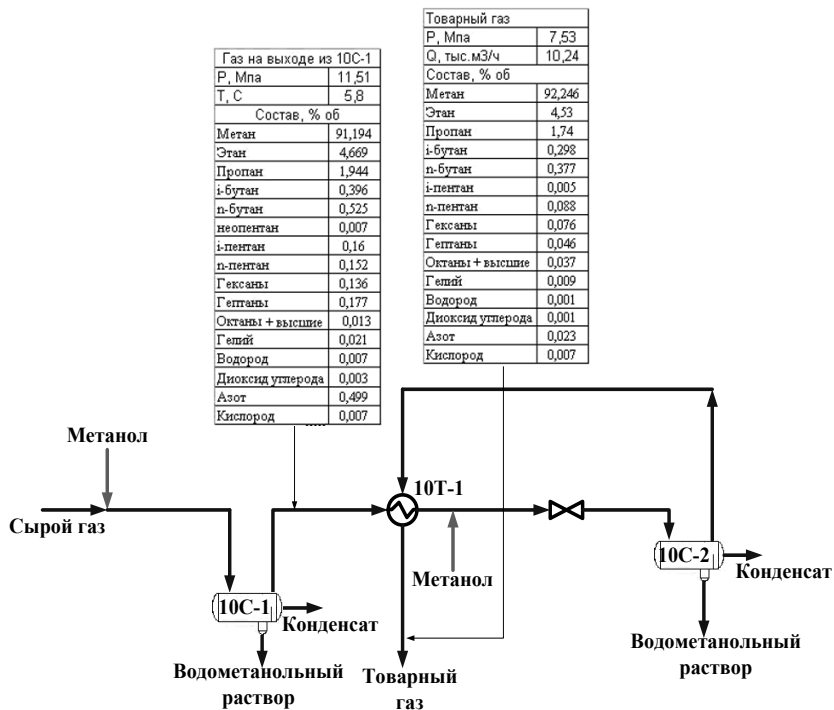 Газ на выходе из 10С-1
Р, Мпа 11,51
Т, С 5,8
Состав, % об
Метан 91,194
Этан 4,669
Пропан 1,944
i-бутан 0,396
n-бутан 0,525
неопентан 0,007
i-пентан 0,16
n-пентан 0,152
Гексаны 0,136
Гептаны 0,177
Октаны + высшие 0,013
Гелий 0,021
Водород 0,007
Диоксид углерода 0,003
Азот 0,499
Кислород 0,007
Товарный газ
Р, Мпа 7,53
Q, тыс.м3/ч 10,24
Состав, % об
Метан 92,246
Этан 4,53
Пропан 1,74
i-бутан 0,298
n-бутан 0,377
i-пентан 0,005
n-пентан 0,088
Гексаны 0,076
Гептаны 0,046
Октаны + высшие 0,037
Гелий 0,009
Водород 0,001
Диоксид углерода 0,001
Азот 0,023
Кислород 0,007
Метанол
Сырой газ
10С-1
Конденсат
Водометанольный
раствор
10Т-1
Метанол
Товарный
газ
10С-2
Конденсат
Водометанольный
раствор